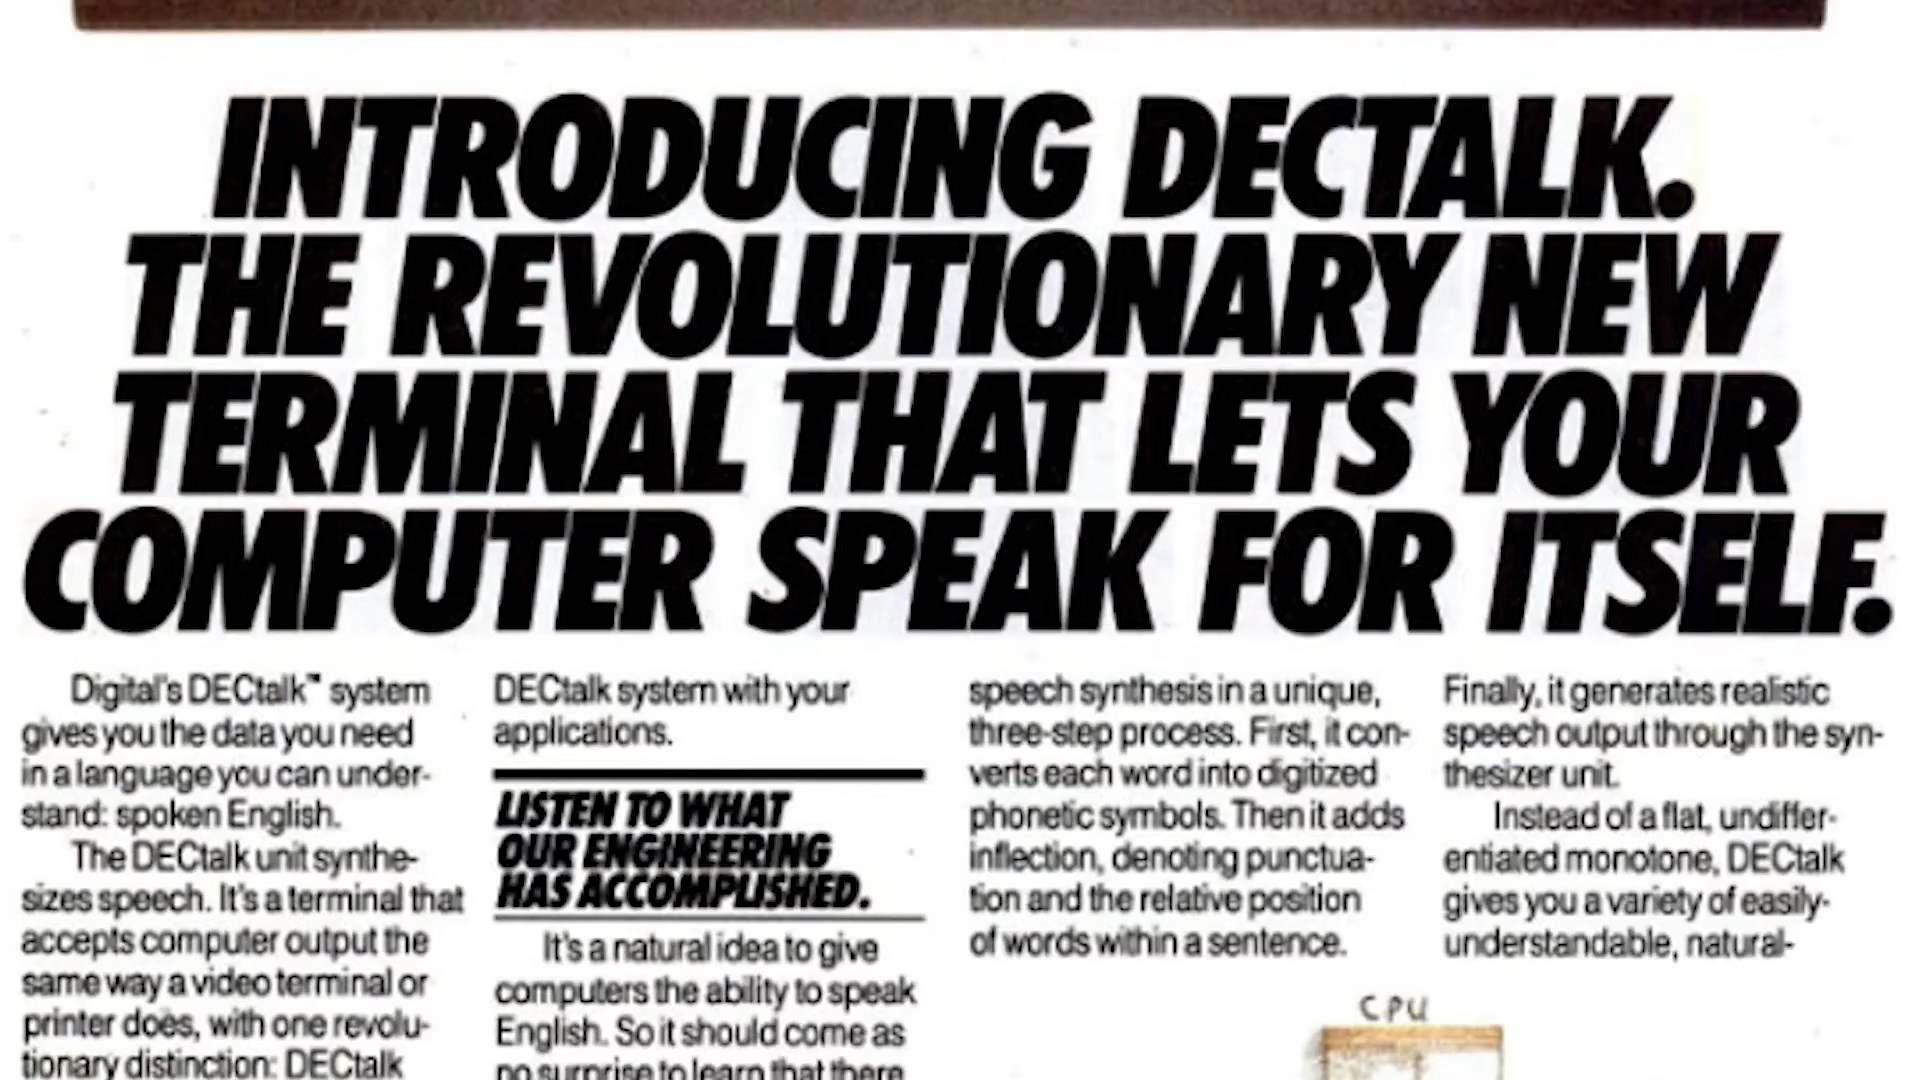 INTRODUCING DECTALK.
THE REVOLUTIONARY NEW
TERMINAL THAT LETS YOUR
COMPUTER SPEAK FOR ITSELF.
Digital's DECtalk™ system
gives you the data you need
in a language you can under-
stand: spoken English.
The DECtalk unit synthe-
sizes speech. It's a terminal that
accepts computer output the
same way a video terminal or
printer does, with one revolu-
tionary distinction: DECtalk
DECtalk system with your
applications.
LISTEN TO WHAT
OUR ENGINEERING
HAS ACCOMPLISHED.
It's a natural idea to give
computers the ability to speak
English. So it should come as
no surprise to learn that there
speech synthesis in a unique,
three-step process. First, it con-
verts each word into digitized
phonetic symbols. Then it adds
inflection, denoting punctua-
tion and the relative position
of words within a sentence.
CPU
Finally, it generates realistic
speech output through the syn-
thesizer unit.
Instead of a flat, undiffer-
entiated monotone, DECtalk
gives you a variety of easily-
understandable, natural-